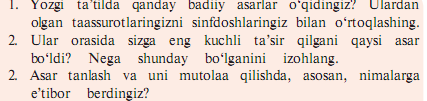 1. Yozgi ta’tilda qanday badiiy asarlar o‘qidingiz? Ulardan
olgan taassurotlaringizni sinfdoshlaringiz bilan o‘rtoqlashing.
2. Ular orasida sizga eng kuchli ta’sir qilgani qaysi asar
bo‘ldi? Nega shunday bo‘lganini izohlang.
2. Asar tanlash va uni mutolaa qilishda, asosan, nimalarga
e’tibor berdingiz?